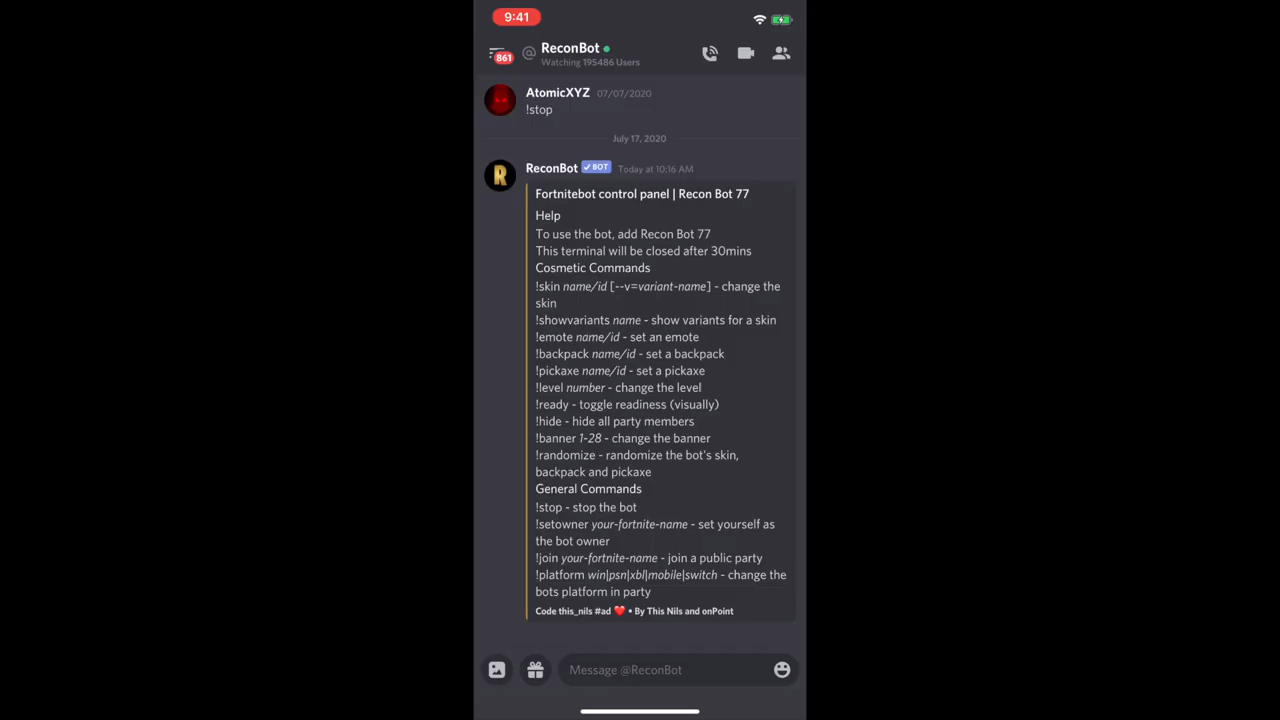 9:41
861
@ ReconBot
Watching 195486 Users
AtomicXYZ 07/07/2020
!stop
July 17, 2020
R
ReconBot BOT Today at 10:16 AM
Fortnitebot control panel | Recon Bot 77
Help
To use the bot, add Recon Bot 77
This terminal will be closed after 30mins
Cosmetic Commands
!skin name/id [--v=variant-name] - change the
skin
!showvariants name - show variants for a skin
!emote name/id - set an emote
!backpack name/id - set a backpack
!pickaxe name/id - set a pickaxe
!level number - change the level
!ready - toggle readiness (visually)
!hide - hide all party members
!banner 1-28 - change the banner
!randomize - randomize the bot's skin,
backpack and pickaxe
General Commands
!stop - stop the bot
!setowner your-fortnite-name - set yourself as
the bot owner
!join your-fortnite-name - join a public party
!platform win|psn|xbl|mobile|switch - change the
bots platform in party
Code this_nils #ad ❤️ • By This Nils and onPoint
Message @ReconBot